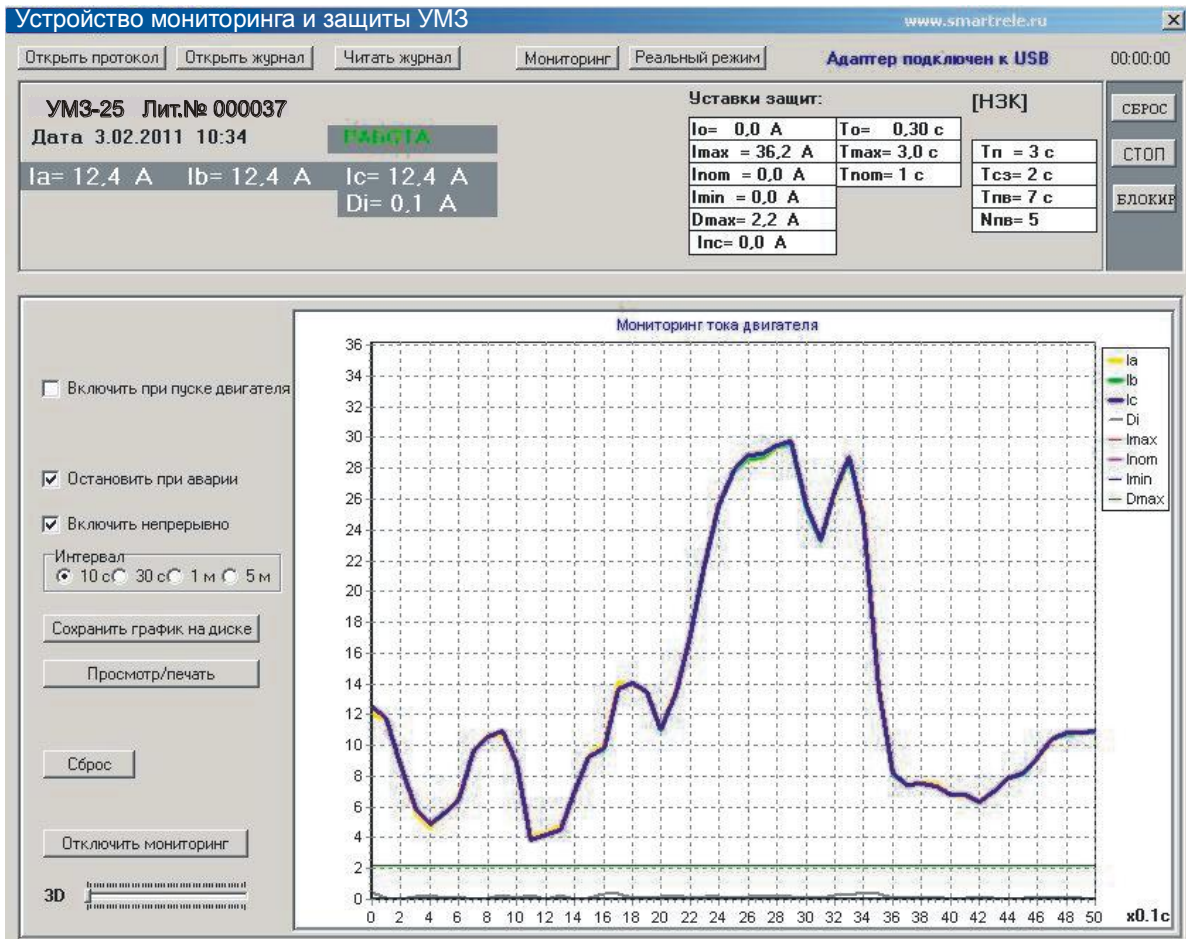 Устройство мониторинга и защиты УМЗ www.smartrele.ru
Открыть протокол Открыть журнал Читать журнал Мониторинг Реальный режим Адаптер подключен к USB 00:00:00
УМЗ-25 Лит.№ 000037
Дата 3.02.2011 10:34 РАБОТА
Ia= 12,4 A Ib= 12,4 A Ic= 12,4 A
Di= 0,1 A
Уставки защит: [НЗК]
Io= 0,0 A To= 0,30 c
Imax = 36,2 A Tmax= 3,0 c Тп = 3 c
Inom = 0,0 A Tnom= 1 c Тсз= 2 c
Imin = 0,0 A Тпв= 7 c
Dmax= 2,2 A Nпв= 5
Iпс= 0,0 A
СБРОС
СТОП
БЛОКИР
Включить при пуске двигателя
Остановить при аварии
Включить непрерывно
Интервал
10 с 30 с 1 м 5 м
Сохранить график на диске
Просмотр/печать
Сброс
Отключить мониторинг
3D
Мониторинг тока двигателя
36
34
32
30
28
26
24
22
20
18
16
14
12
10
8
6
4
2
0
0 2 4 6 8 10 12 14 16 18 20 22 24 26 28 30 32 34 36 38 40 42 44 46 48 50 x0.1c
Ia
Ib
Ic
Di
Imax
Inom
Imin
Dmax